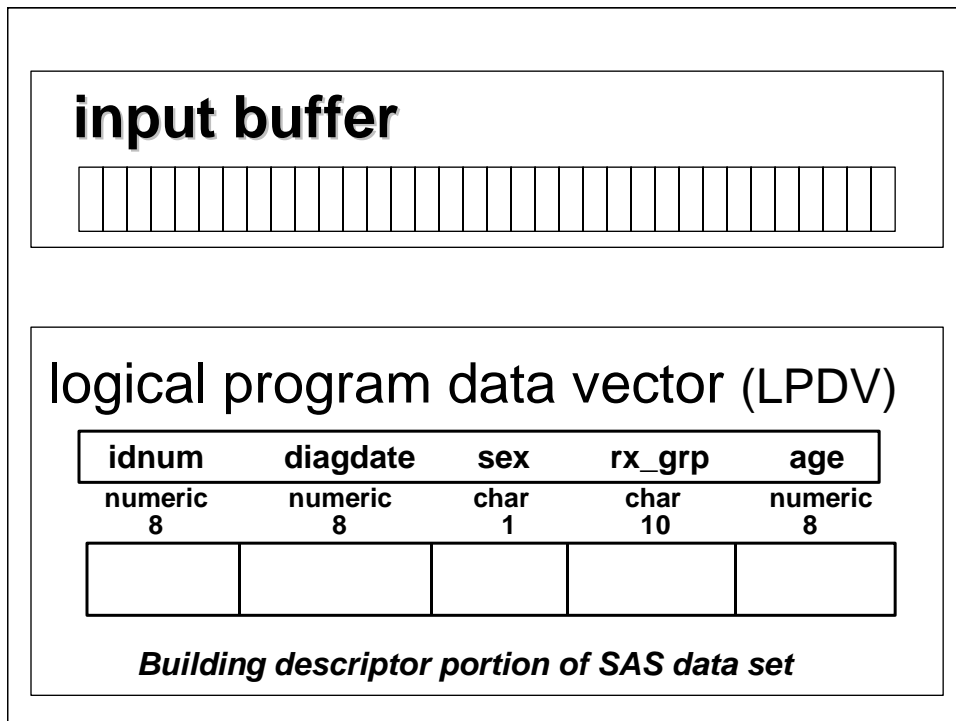 input buffer
logical program data vector (LPDV)
idnum diagdate sex rx_grp age
numeric numeric char char numeric
8 8 1 10 8
Building descriptor portion of SAS data set